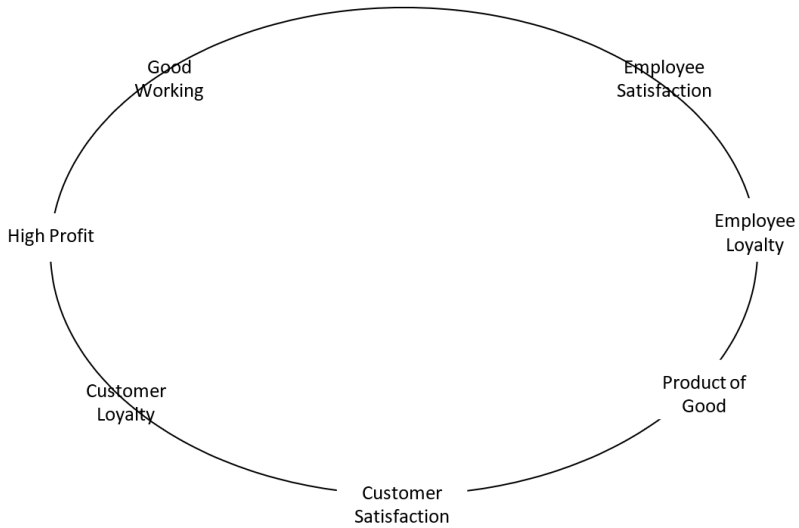 Good
Working
Employee
Satisfaction
High Profit
Employee
Loyalty
Product of
Good
Customer
Loyalty
Customer
Satisfaction